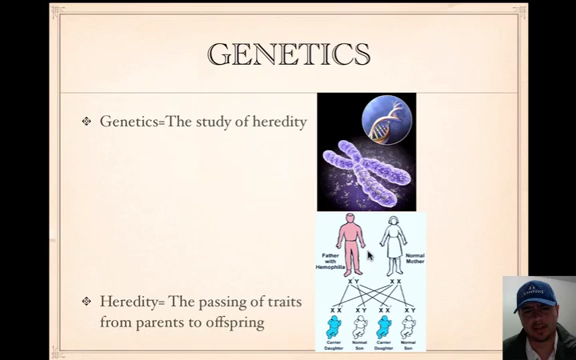 GENETICS
❖ Genetics=The study of heredity
Father with Hemophilia
Normal Mother
X Y
X X
X X
X Y
X X
X Y
Carrier Daughter
Normal Son
Carrier Daughter
Normal Son
❖ Heredity= The passing of traits
from parents to offspring